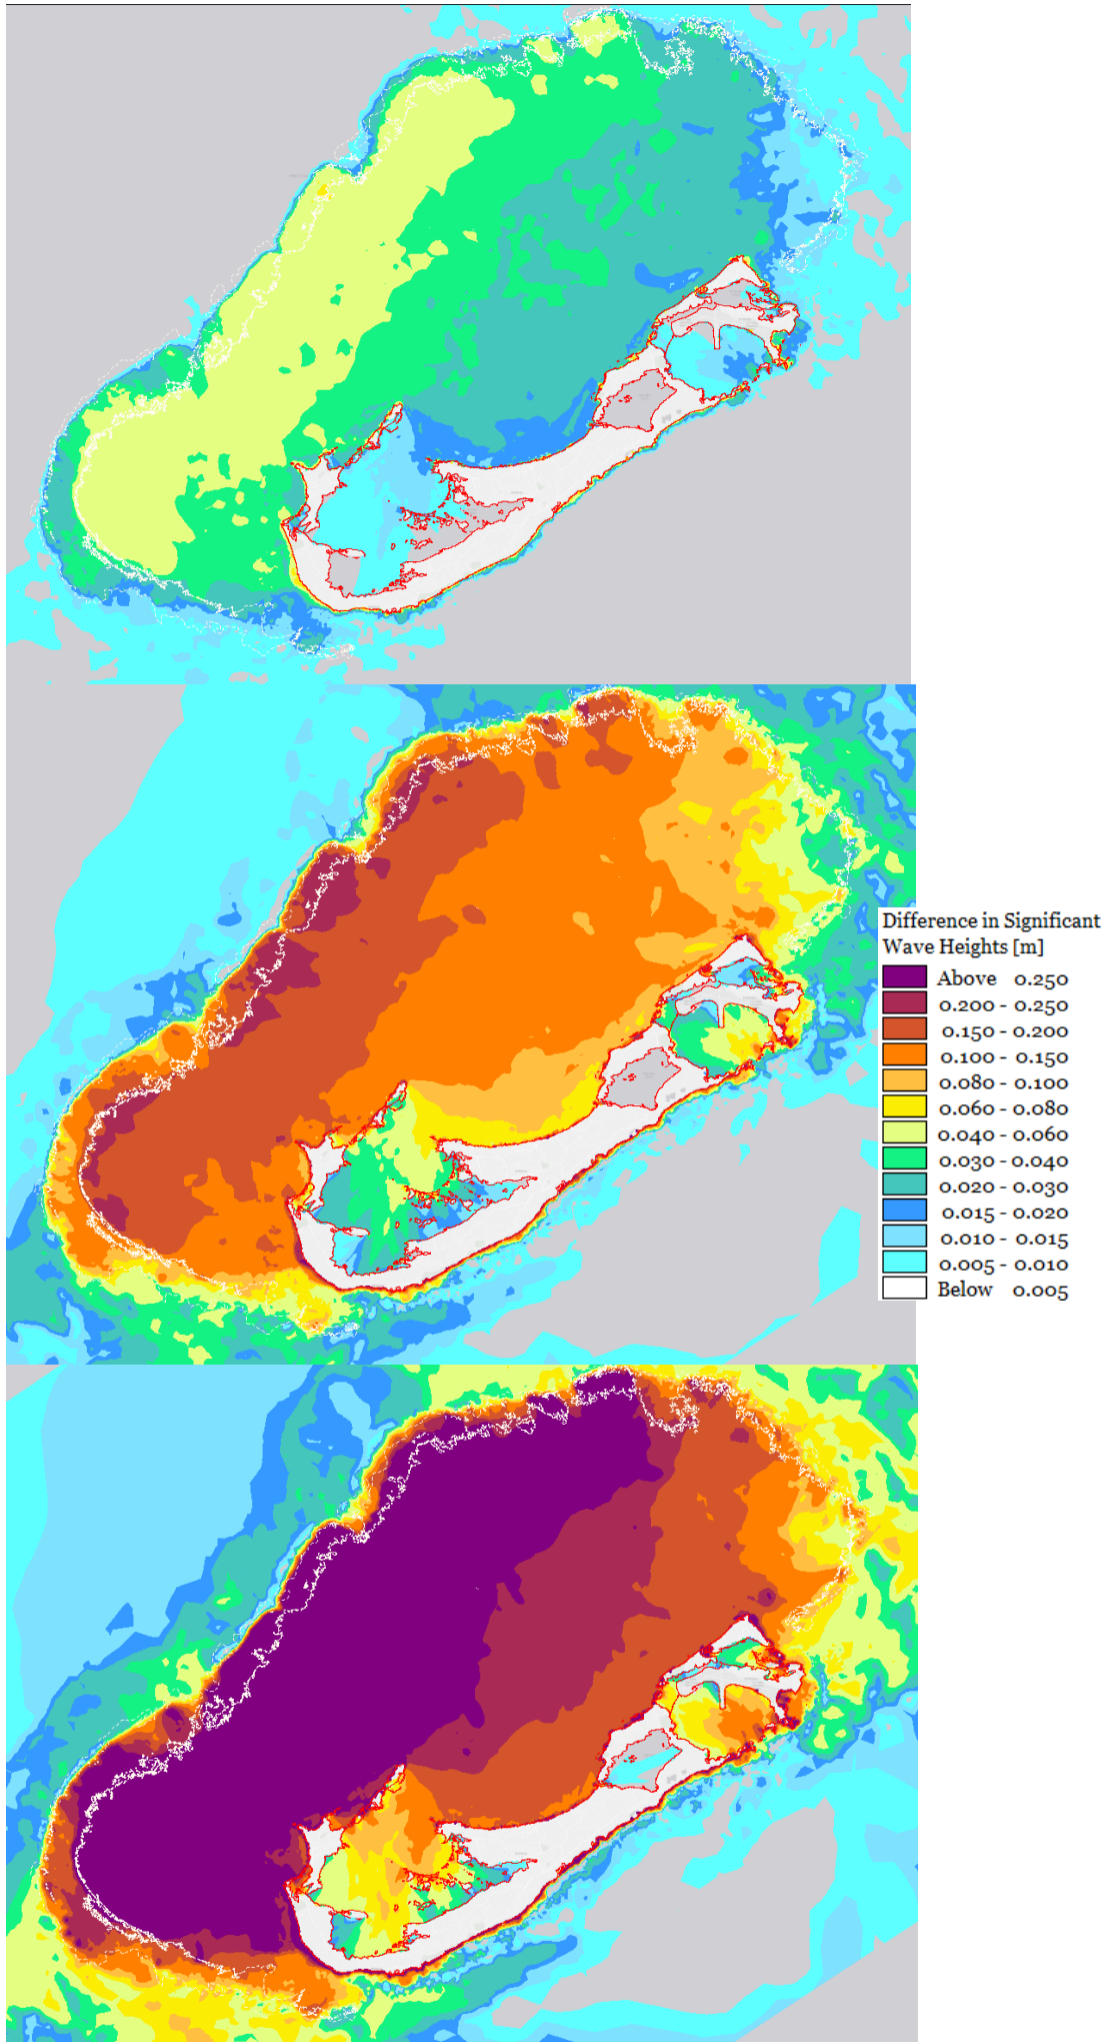 Difference in Significant
Wave Heights [m]
Above 0.250
0.200 - 0.250
0.150 - 0.200
0.100 - 0.150
0.080 - 0.100
0.060 - 0.080
0.040 - 0.060
0.030 - 0.040
0.020 - 0.030
0.015 - 0.020
0.010 - 0.015
0.005 - 0.010
Below 0.005